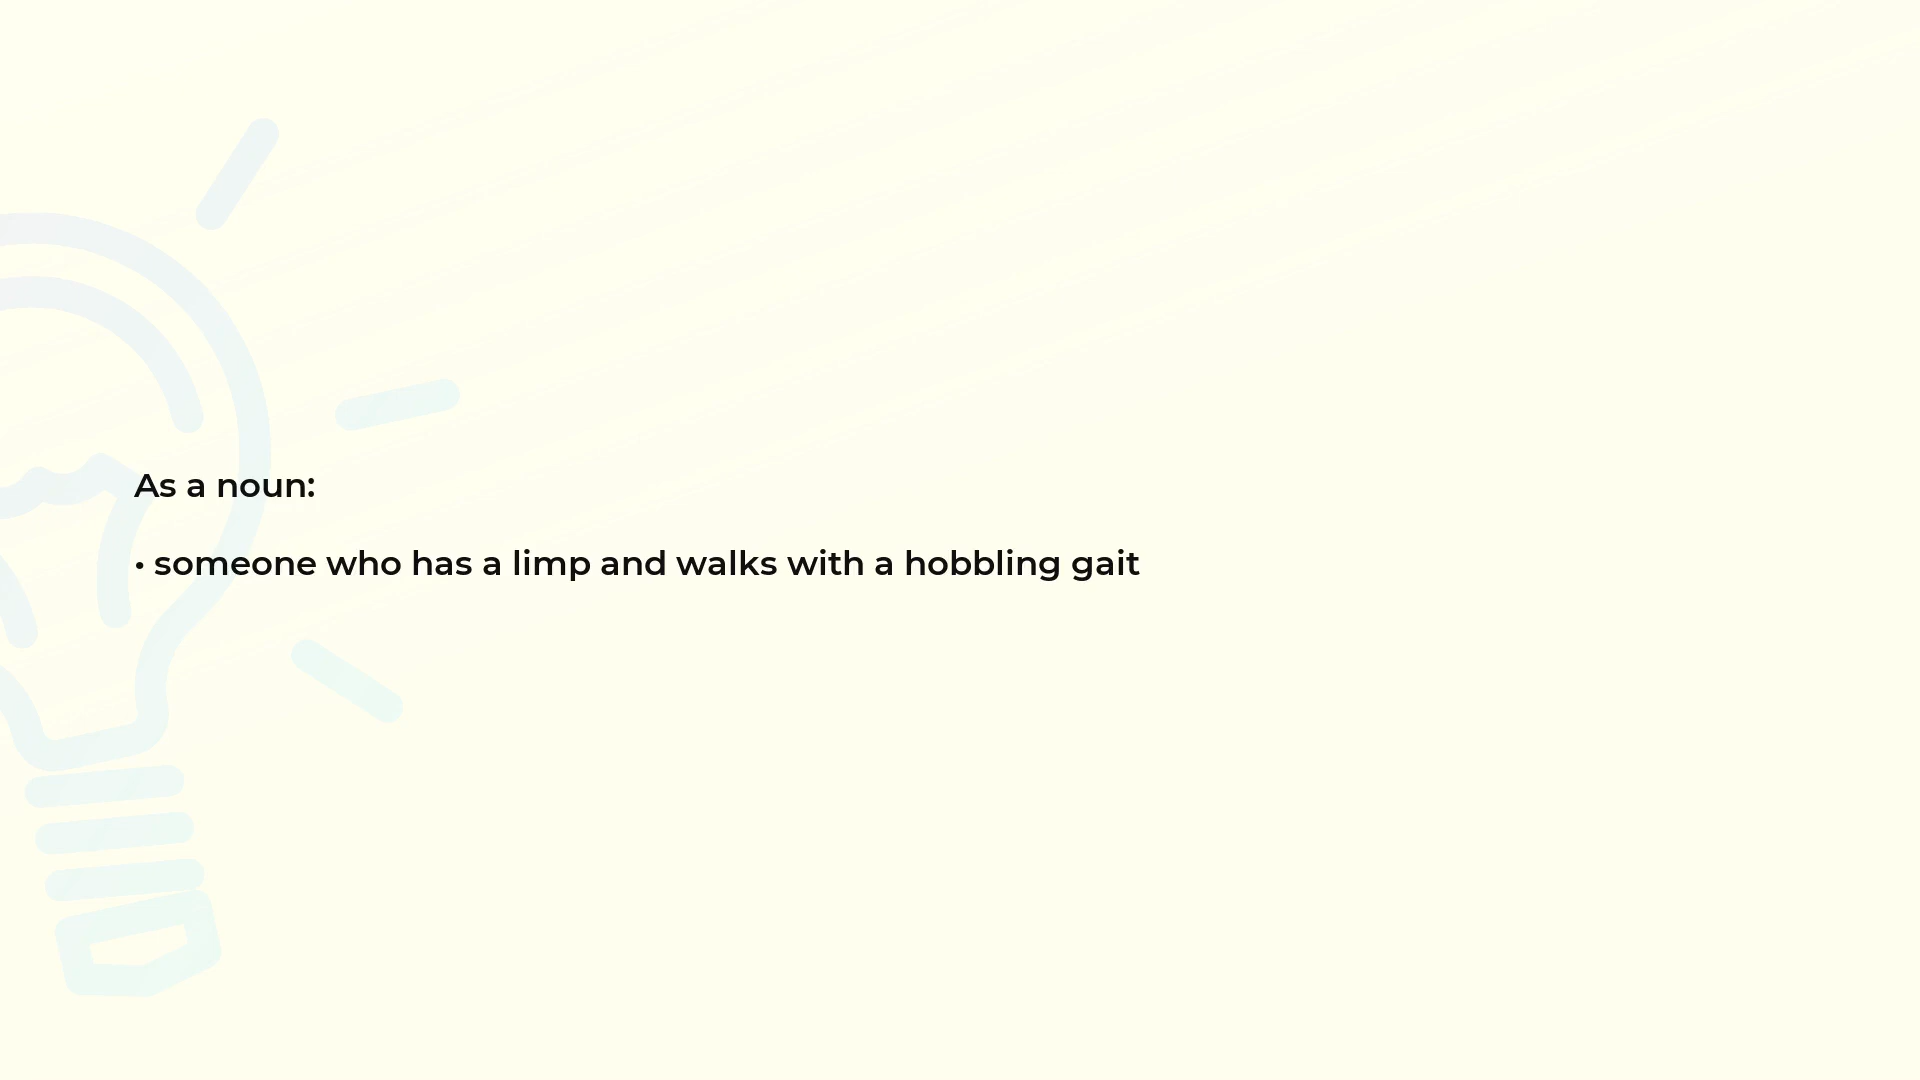 As a noun:
• someone who has a limp and walks with a hobbling gait